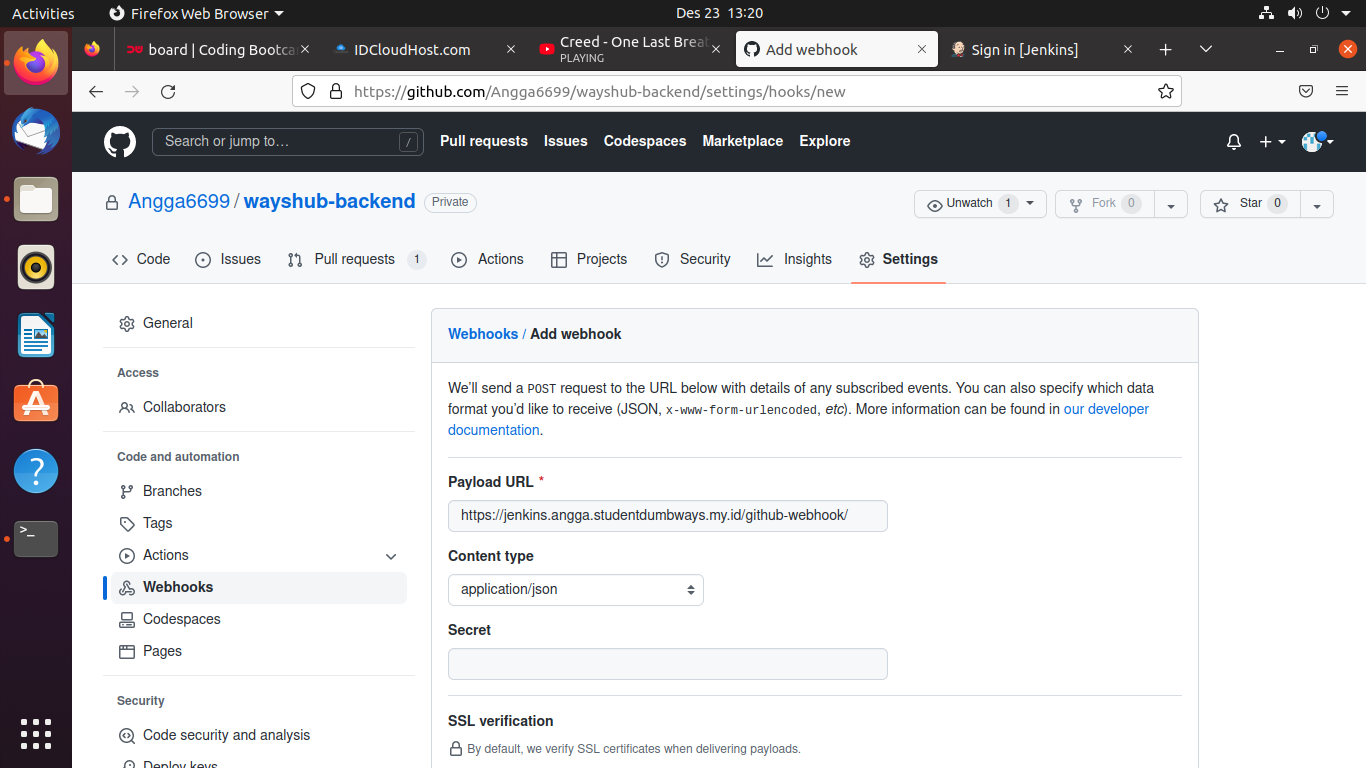 Activities
Firefox Web Browser
Des 23 13:20
board | Coding Bootca
IDCloudHost.com
Creed - One Last Breat
PLAYING
Add webhook
Sign in [Jenkins]
https://github.com/Angga6699/wayshub-backend/settings/hooks/new
Search or jump to…
/
Pull requests
Issues
Codespaces
Marketplace
Explore
Angga6699 / wayshub-backend
Private
Unwatch 1
Fork 0
Star 0
Code
Issues
Pull requests 1
Actions
Projects
Security
Insights
Settings
General
Access
Collaborators
Code and automation
Branches
Tags
Actions
Webhooks
Codespaces
Pages
Security
Code security and analysis
Deploy keys
Webhooks / Add webhook
We'll send a POST request to the URL below with details of any subscribed events. You can also specify which data
format you'd like to receive (JSON, x-www-form-urlencoded, etc). More information can be found in our developer
documentation.
Payload URL *
https://jenkins.angga.studentdumbways.my.id/github-webhook/
Content type
application/json
Secret
SSL verification
By default, we verify SSL certificates when delivering payloads.